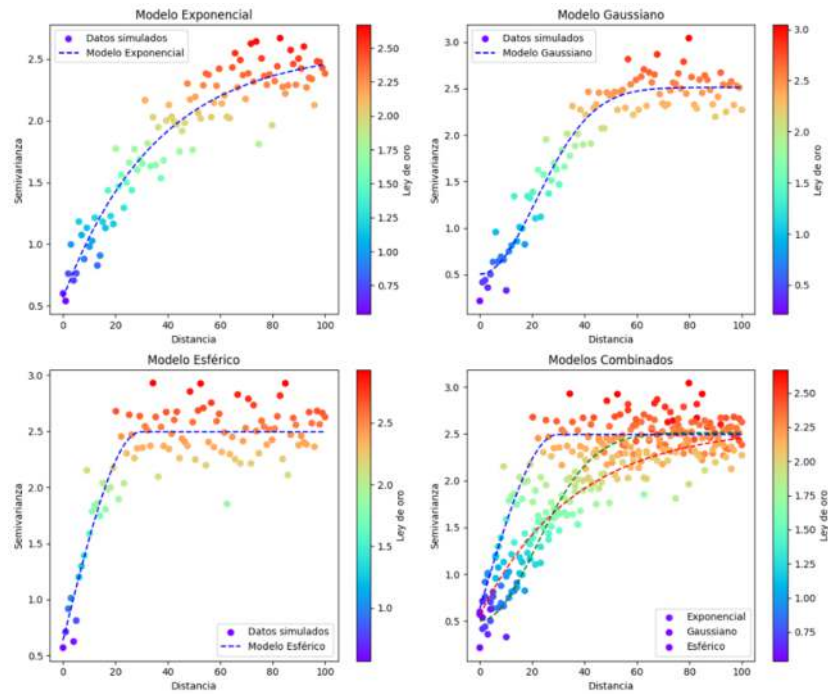 Modelo Exponencial
Datos simulados
Modelo Exponencial
Semivarianza
2.5
2.0
1.5
1.0
0.5
0
20
40
60
80
100
Distancia
2.50
2.25
2.00
1.75
1.50
1.25
1.00
0.75
Ley de oro
Modelo Gaussiano
Datos simulados
Modelo Gaussiano
Semivarianza
3.0
2.5
2.0
1.5
1.0
0.5
0
20
40
60
80
100
Distancia
3.0
2.5
2.0
1.5
1.0
0.5
Ley de oro
Modelo Esférico
Semivarianza
3.0
2.5
2.0
1.5
1.0
0.5
Datos simulados
Modelo Esférico
0
20
40
60
80
100
Distancia
2.5
2.0
1.5
1.0
Ley de oro
Modelos Combinados
Semivarianza
3.0
2.5
2.0
1.5
1.0
0.5
Exponencial
Gaussiano
Esférico
0
20
40
60
80
100
Distancia
2.50
2.25
2.00
1.75
1.50
1.25
1.00
0.75
Ley de oro